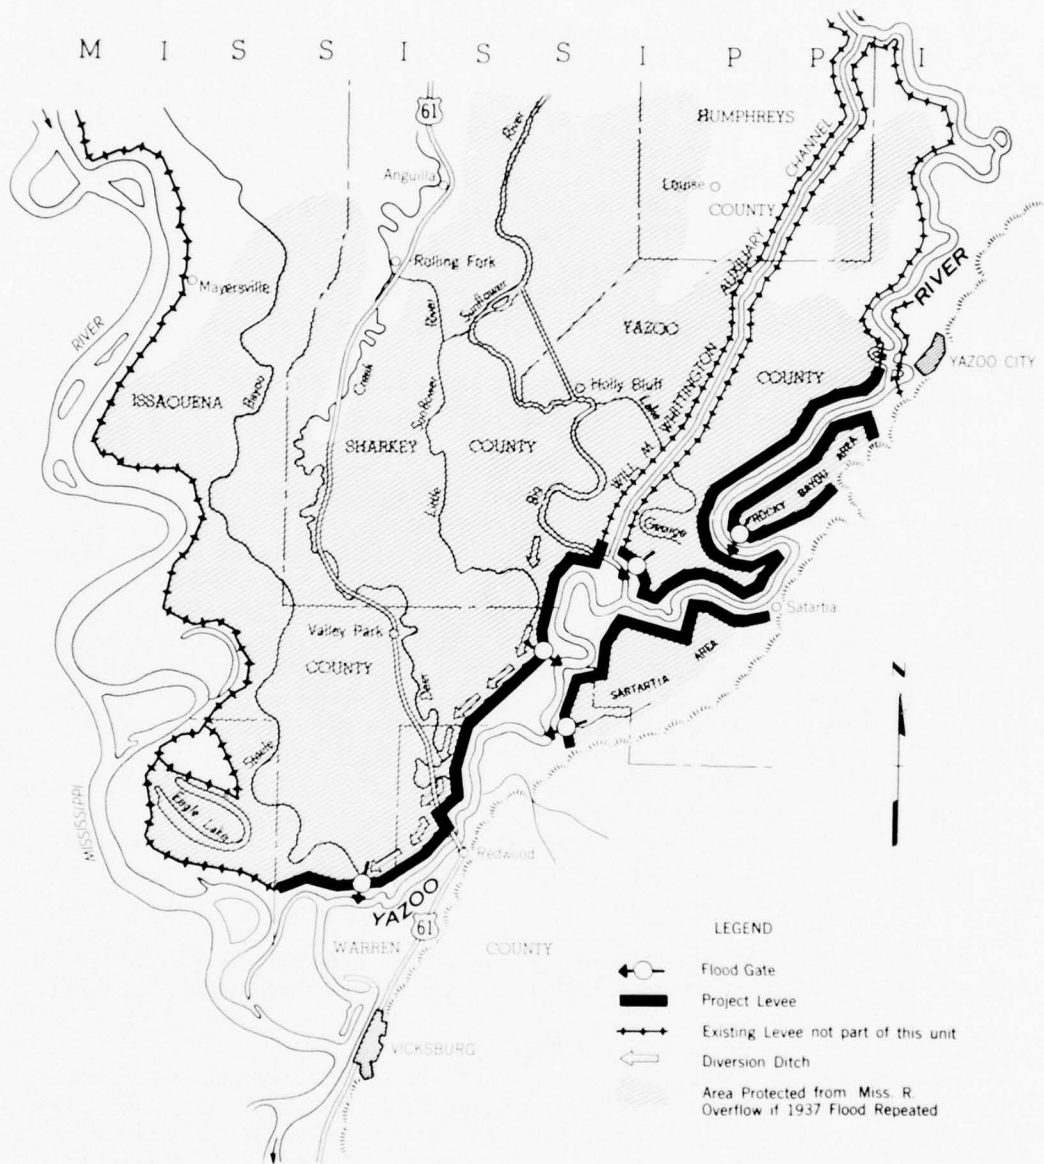 MISSISSIPPI
61
HUMPHREYS
COUNTY
River
Anguilla
Louise
AUXILIARY CHANNEL
Rolling Fork
Mayersville
RIVER
Sunflower
RIVER
YAZOO
COUNTY
YAZOO CITY
Holly Bluff
WILL M. WHITTINGTON
ISSAQUENA
Bayou
Creek
SHARKEY
COUNTY
Little Sunflower River
Big
ROCKY BAYOU AREA
George
Satartia
Valley Park
COUNTY
Deer
SARTARTIA AREA
Steele
Eagle Lake
MISSISSIPPI
Redwood
YAZOO
61
WARREN
COUNTY
VICKSBURG
LEGEND
Flood Gate
Project Levee
Existing Levee not part of this unit
Diversion Ditch
Area Protected from Miss. R.
Overflow if 1937 Flood Repeated